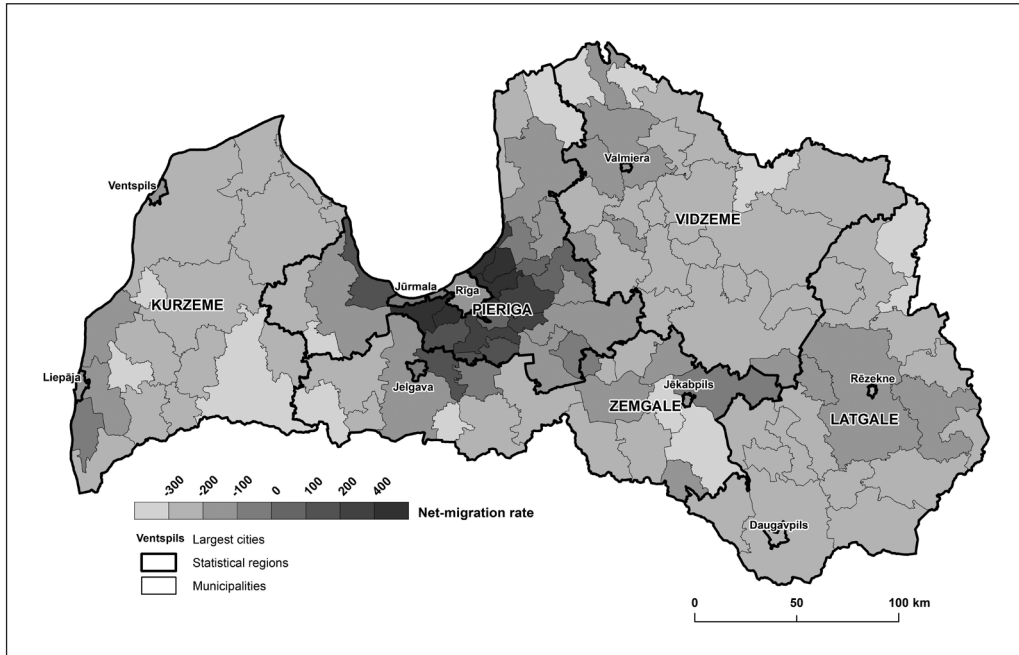 Valmiera
Ventspils
VIDZEME
Jūrmala
Rīga
KURZEME
PIERIGA
Liepāja
Jelgava
Jēkabpils
Rēzekne
ZEMGALE
LATGALE
-300 -200 -100 0 100 200 400
Net-migration rate
Ventspils Largest cities
Daugavpils
Statistical regions
Municipalities
0 50 100 km